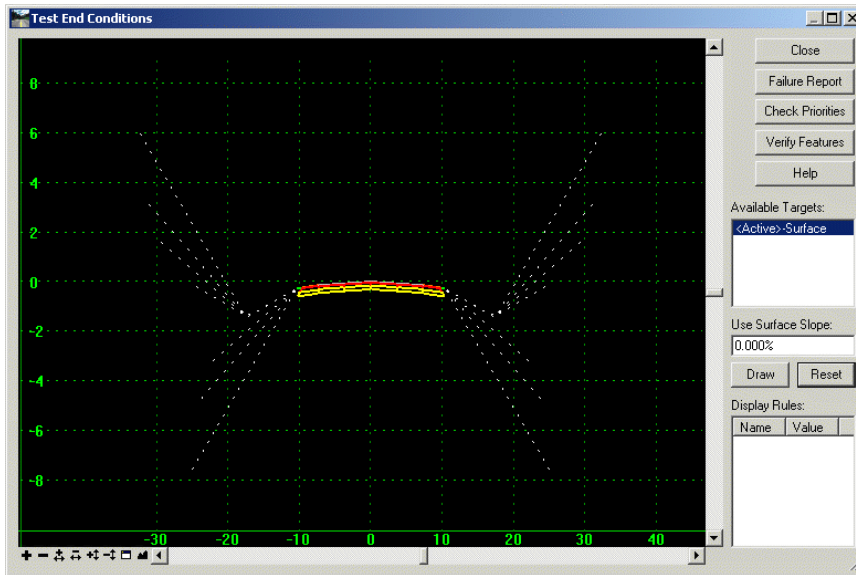 Test End Conditions
Close
Failure Report
Check Priorities
Verify Features
Help
Available Targets:
<Active>-Surface
Use Surface Slope:
0.000%
Draw
Reset
Display Rules:
Name
Value
8
6
4
2
0
-2
-4
-6
-8
-30
-20
-10
0
10
20
30
40